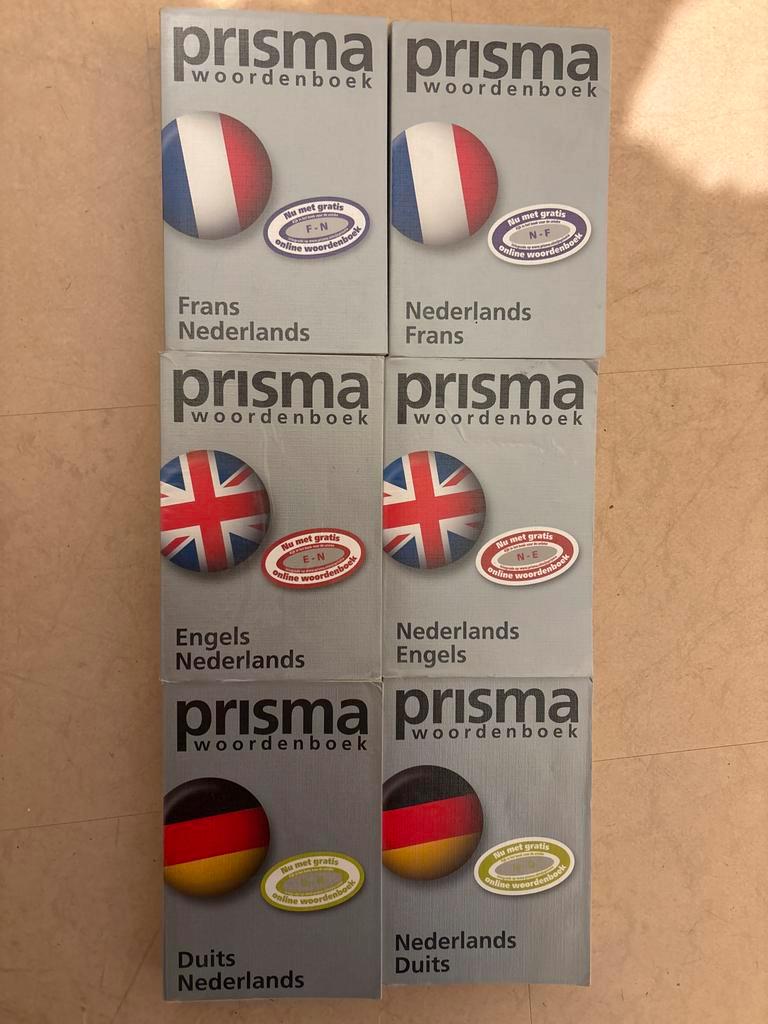 prisma
woordenboek
Nu met gratis
F - N
online woordenboek
Frans
Nederlands
prisma
woordenboek
Nu met gratis
N - F
online woordenboek
Nederlands
Frans
prisma
woordenboek
Nu met gratis
E - N
online woordenboek
Engels
Nederlands
prisma
woordenboek
Nu met gratis
N - E
online woordenboek
Nederlands
Engels
prisma
woordenboek
Nu met gratis
online woordenboek
Duits
Nederlands
prisma
woordenboek
Nu met gratis
online woordenboek
Nederlands
Duits